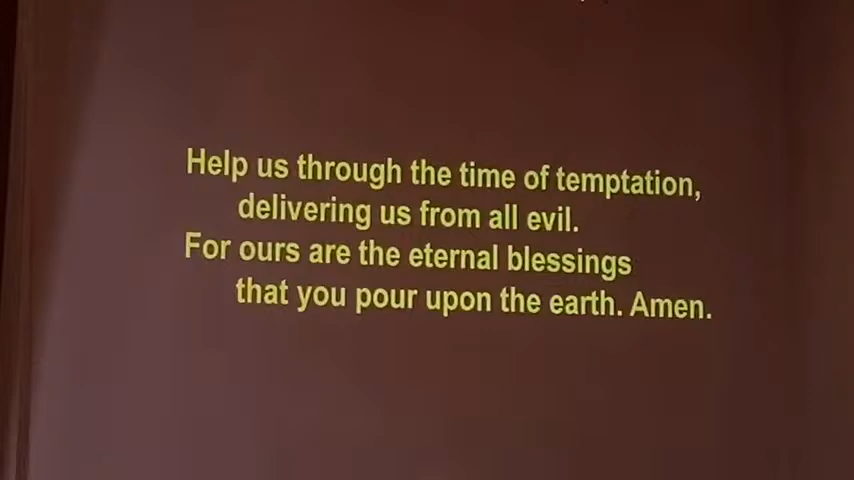 Help us through the time of temptation,
delivering us from all evil.
For ours are the eternal blessings
that you pour upon the earth. Amen.